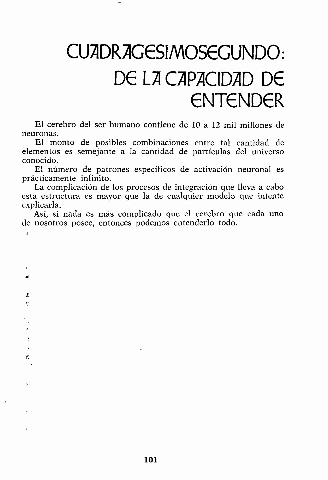 CUADRAGESIMOSEGUNDO:
DE LA CAPACIDAD DE
ENTENDER
El cerebro del ser humano contiene de 10 a 12 mil millones de
neuronas.
El monto de posibles combinaciones entre tal cantidad de
elementos es semejante a la cantidad de partículas del universo
conocido.
El número de patrones específicos de activación neuronal es
prácticamente infinito.
La complicación de los procesos de integración que lleva a cabo
esta estructura es mayor que la de cualquier modelo que intente
explicarla.
Así, si nada es más complicado que el cerebro que cada uno
de nosotros posee, entonces podemos entenderlo todo.
101